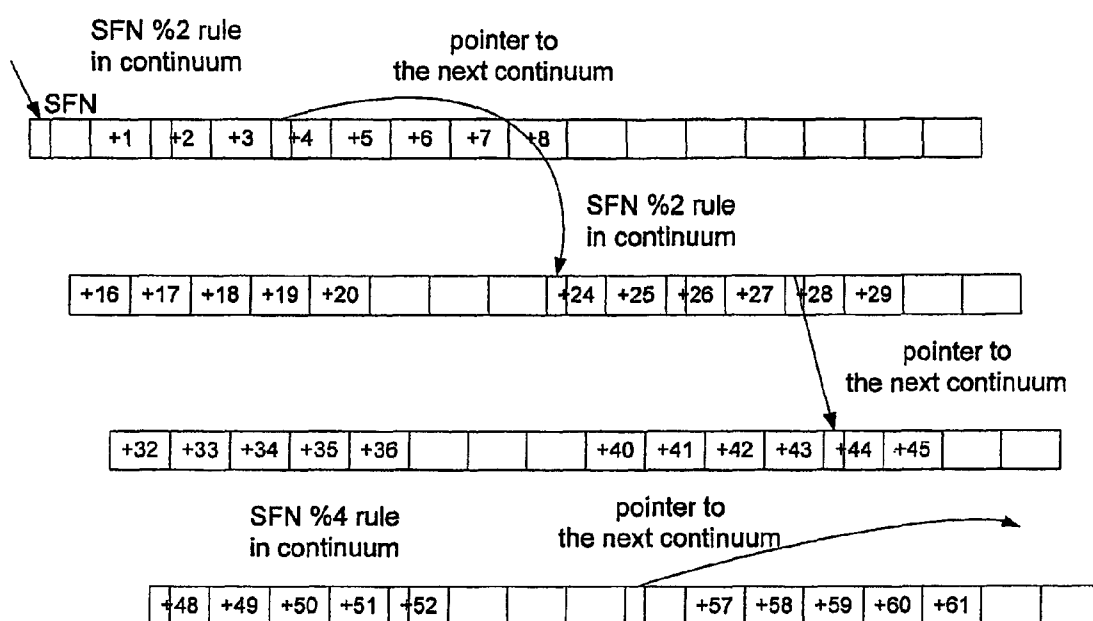 SFN %2 rule
in continuum
pointer to
the next continuum
SFN
+1 +2 +3 +4 +5 +6 +7 +8
SFN %2 rule
in continuum
+16 +17 +18 +19 +20 +24 +25 +26 +27 +28 +29
pointer to
the next continuum
+32 +33 +34 +35 +36 +40 +41 +42 +43 +44 +45
SFN %4 rule
in continuum
pointer to
the next continuum
+48 +49 +50 +51 +52 +57 +58 +59 +60 +61